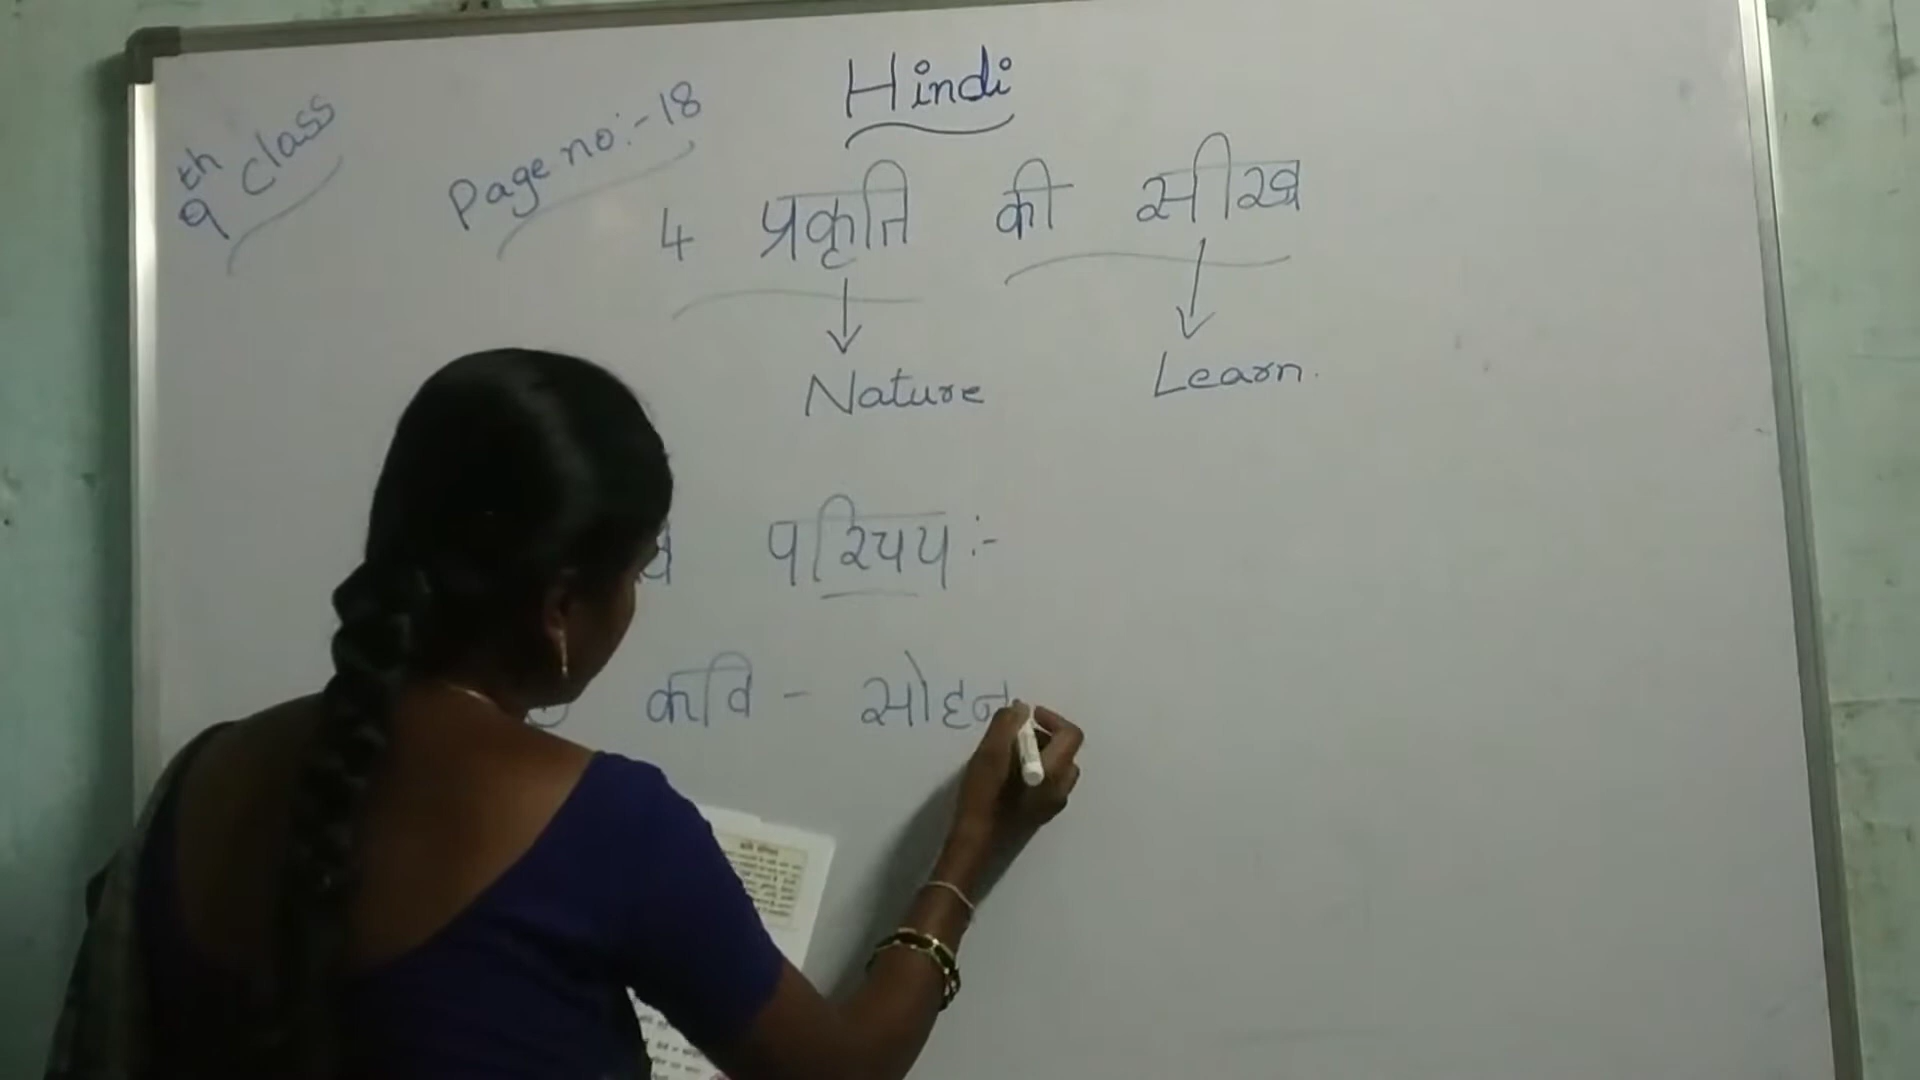 Hindi
9th Class
Page no:-18
4 प्रकृति की सीख
Nature Learn.
परिचय :-
कवि - सोहन